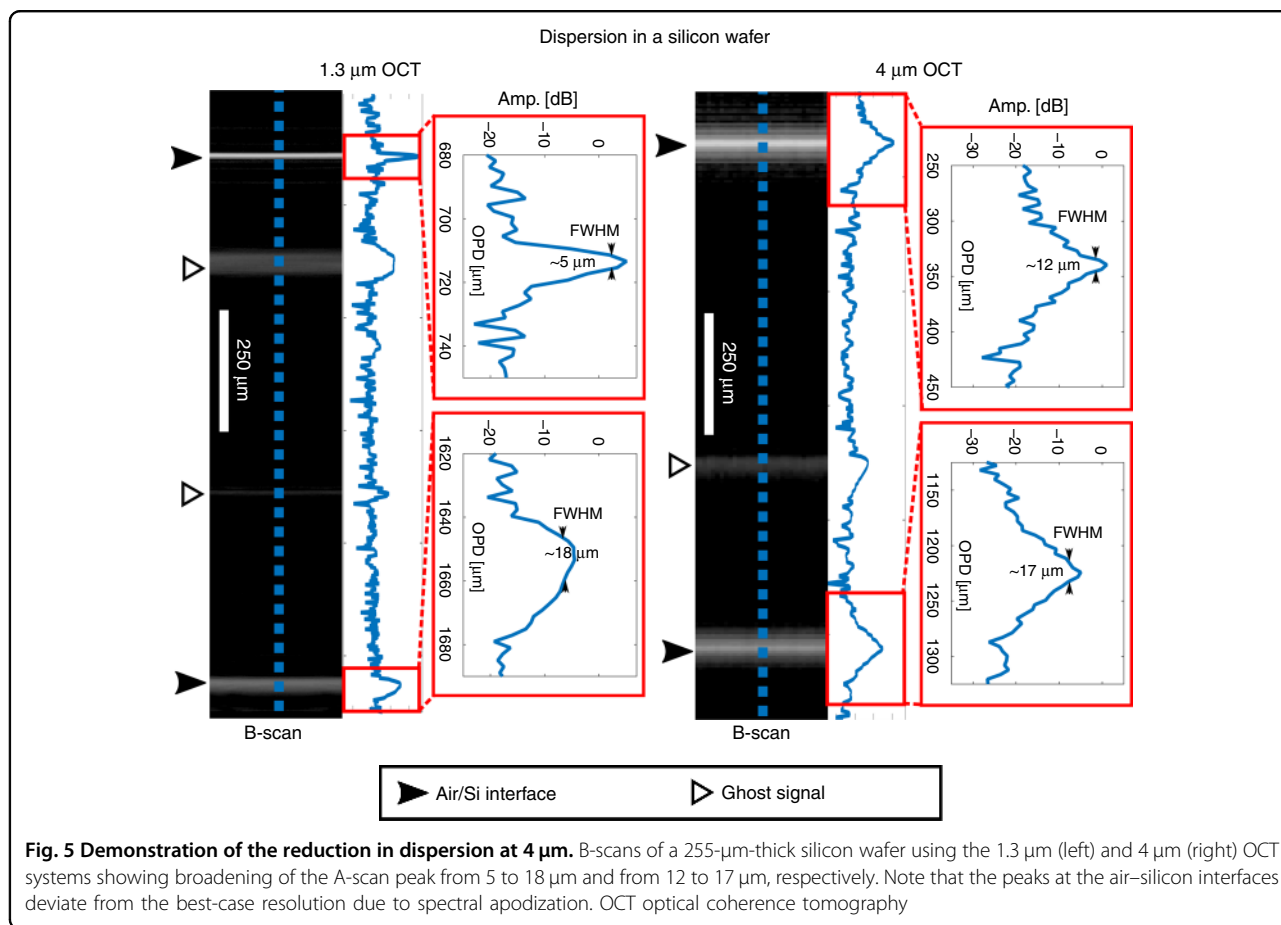 Dispersion in a silicon wafer
1.3 µm OCT
4 µm OCT
Amp. [dB]
−20
−10
0
680
700
720
740
OPD [µm]
FWHM
~5 µm
−20
−10
0
1620
1640
1660
1680
OPD [µm]
FWHM
~18 µm
250 µm
B-scan
Amp. [dB]
−30
−20
−10
0
250
300
350
400
450
OPD [µm]
FWHM
~12 µm
−30
−20
−10
0
1150
1200
1250
1300
OPD [µm]
FWHM
~17 µm
250 µm
B-scan
Air/Si interface
Ghost signal
Fig. 5 Demonstration of the reduction in dispersion at 4 µm. B-scans of a 255-µm-thick silicon wafer using the 1.3 µm (left) and 4 µm (right) OCT
systems showing broadening of the A-scan peak from 5 to 18 µm and from 12 to 17 µm, respectively. Note that the peaks at the air–silicon interfaces
deviate from the best-case resolution due to spectral apodization. OCT optical coherence tomography